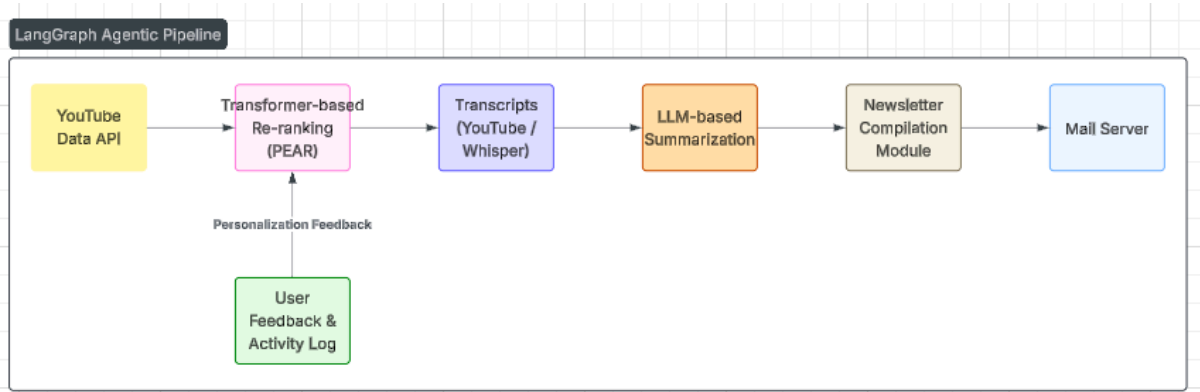 LangGraph Agentic Pipeline
YouTube
Data API
Transformer-based
Re-ranking
(PEAR)
Transcripts
(YouTube /
Whisper)
LLM-based
Summarization
Newsletter
Compilation
Module
Mail Server
Personalization Feedback
User
Feedback &
Activity Log